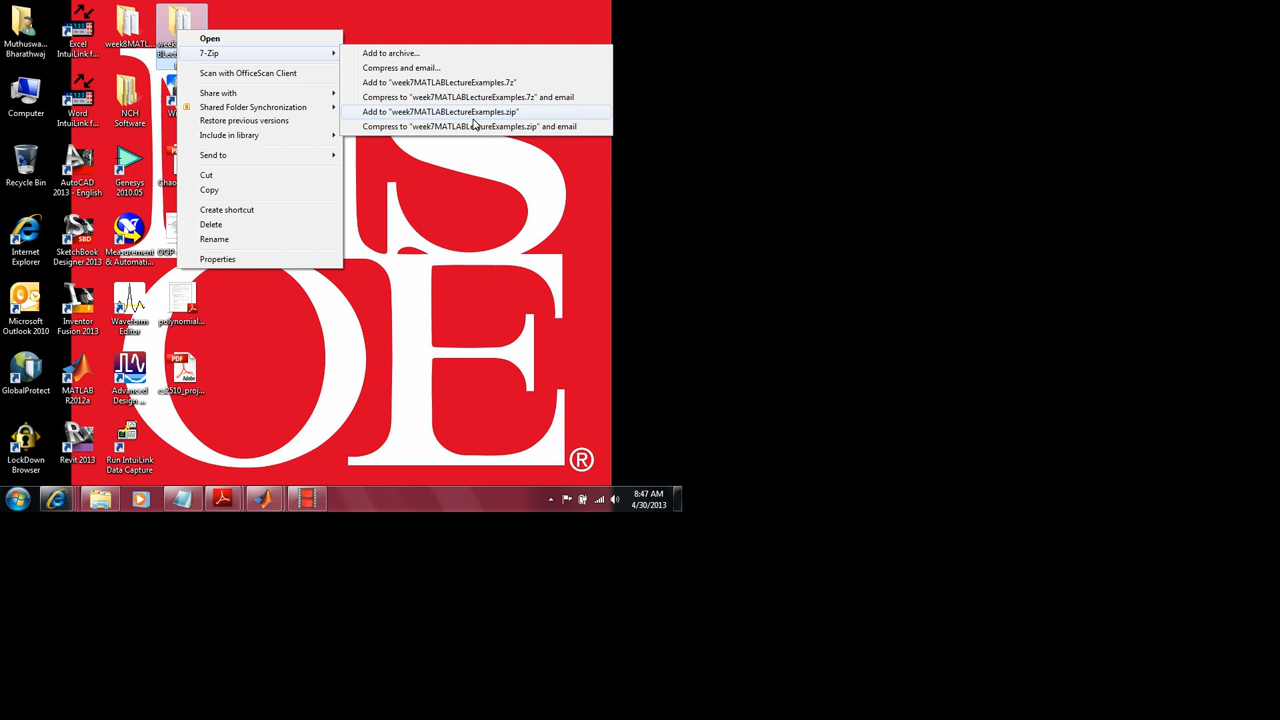 Muthuswa...
Bharathwaj
Excel
IntuiLink f...
week8MATL...
Open
7-Zip
Scan with OfficeScan Client
Share with
Shared Folder Synchronization
Restore previous versions
Include in library
Send to
Cut
Copy
Create shortcut
Delete
Rename
Properties
Add to archive...
Compress and email...
Add to "week7MATLABLectureExamples.7z"
Compress to "week7MATLABLectureExamples.7z" and email
Add to "week7MATLABLectureExamples.zip"
Compress to "week7MATLABLectureExamples.zip" and email
Computer
Word
IntuiLink f...
NCH
Software
Recycle Bin
AutoCAD
2013 - English
Genesys
2010.05
Internet
Explorer
SketchBook
Designer 2013
SBD
Measurement
& Automati...
Microsoft
Outlook 2010
Inventor
Fusion 2013
Waveform
Editor
polynomial...
GlobalProtect
MATLAB
R2012a
Advanced
Design ...
PDF
Adobe
LockDown
Browser
Revit 2013
Run IntuiLink
Data Capture
S
O
E
®
8:47 AM
4/30/2013